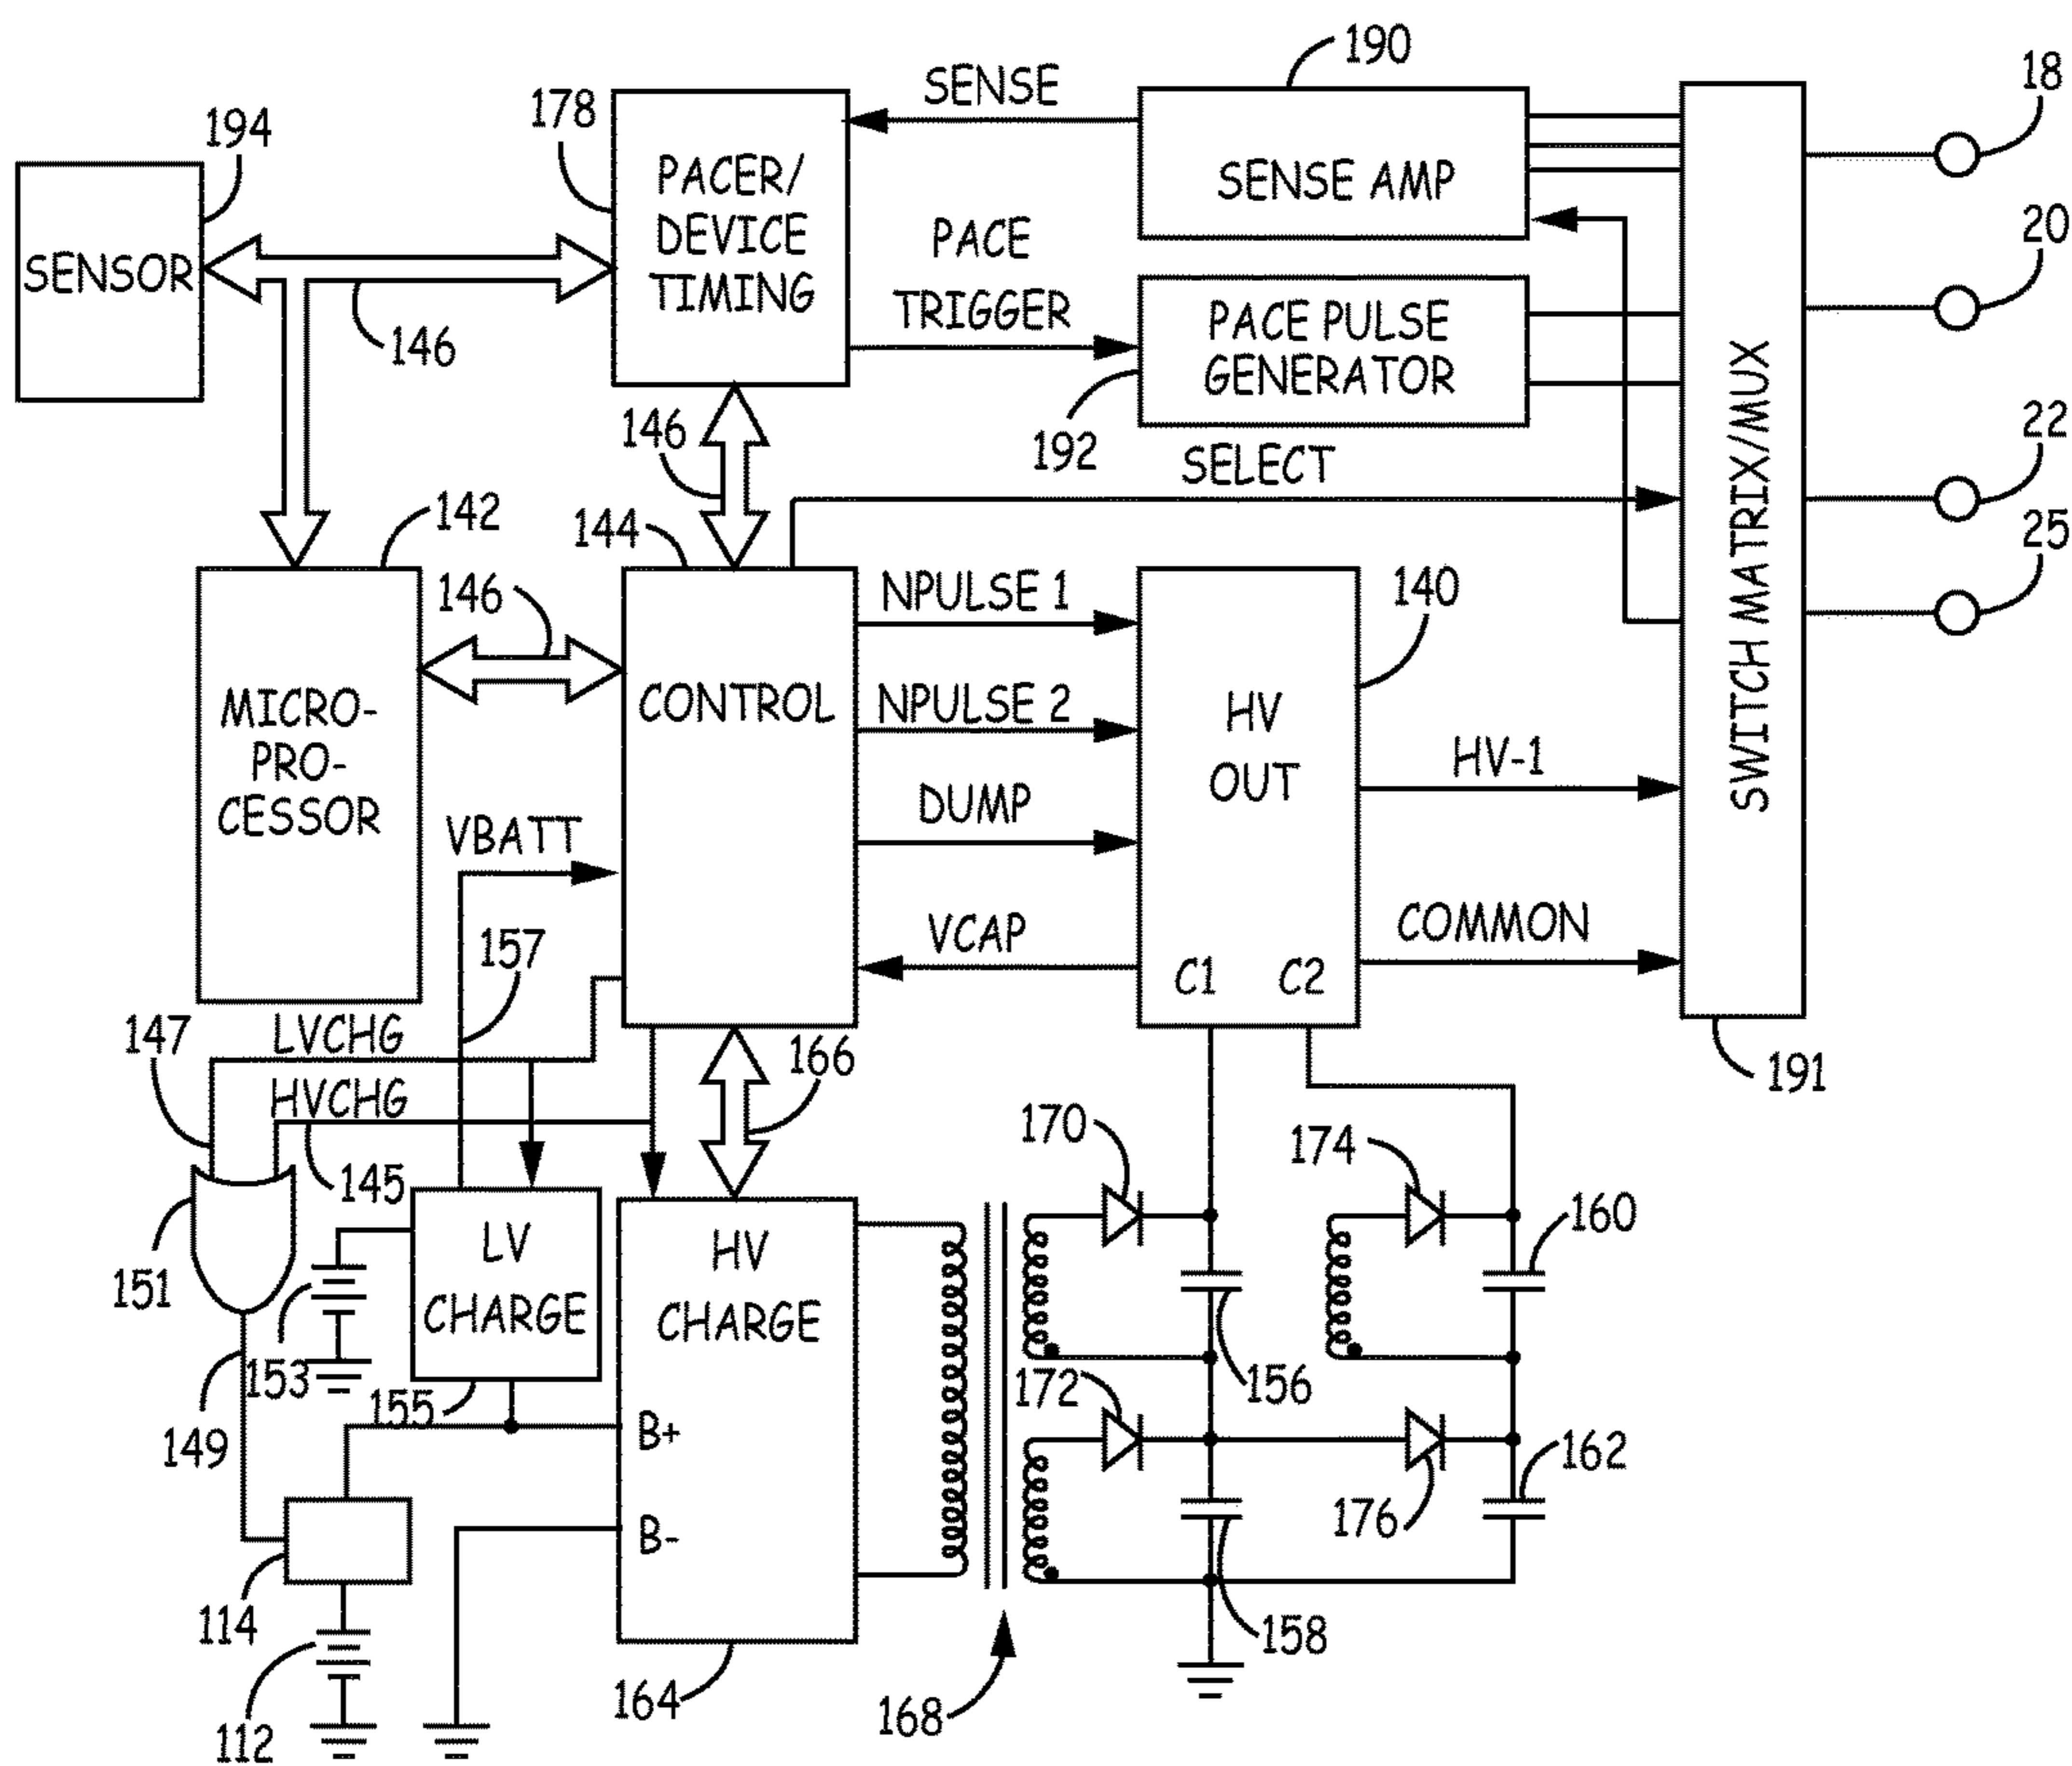 190
18
SENSE
178
194
PACER/
DEVICE
TIMING
SENSE AMP
20
PACE
TRIGGER
SENSOR
146
PACE PULSE
GENERATOR
146
192
SELECT
22
SWITCH MATRIX/MUX
142
144
25
146
NPULSE 1
140
MICRO-
PRO-
CESSOR
CONTROL
NPULSE 2
HV
OUT
HV-1
DUMP
VBATT
157
VCAP
COMMON
C1
C2
147
LVCHG
166
191
HVCHG
145
170
174
160
LV
CHARGE
HV
CHARGE
151
153
155
172
156
149
B+
162
B-
176
114
158
164
168
112